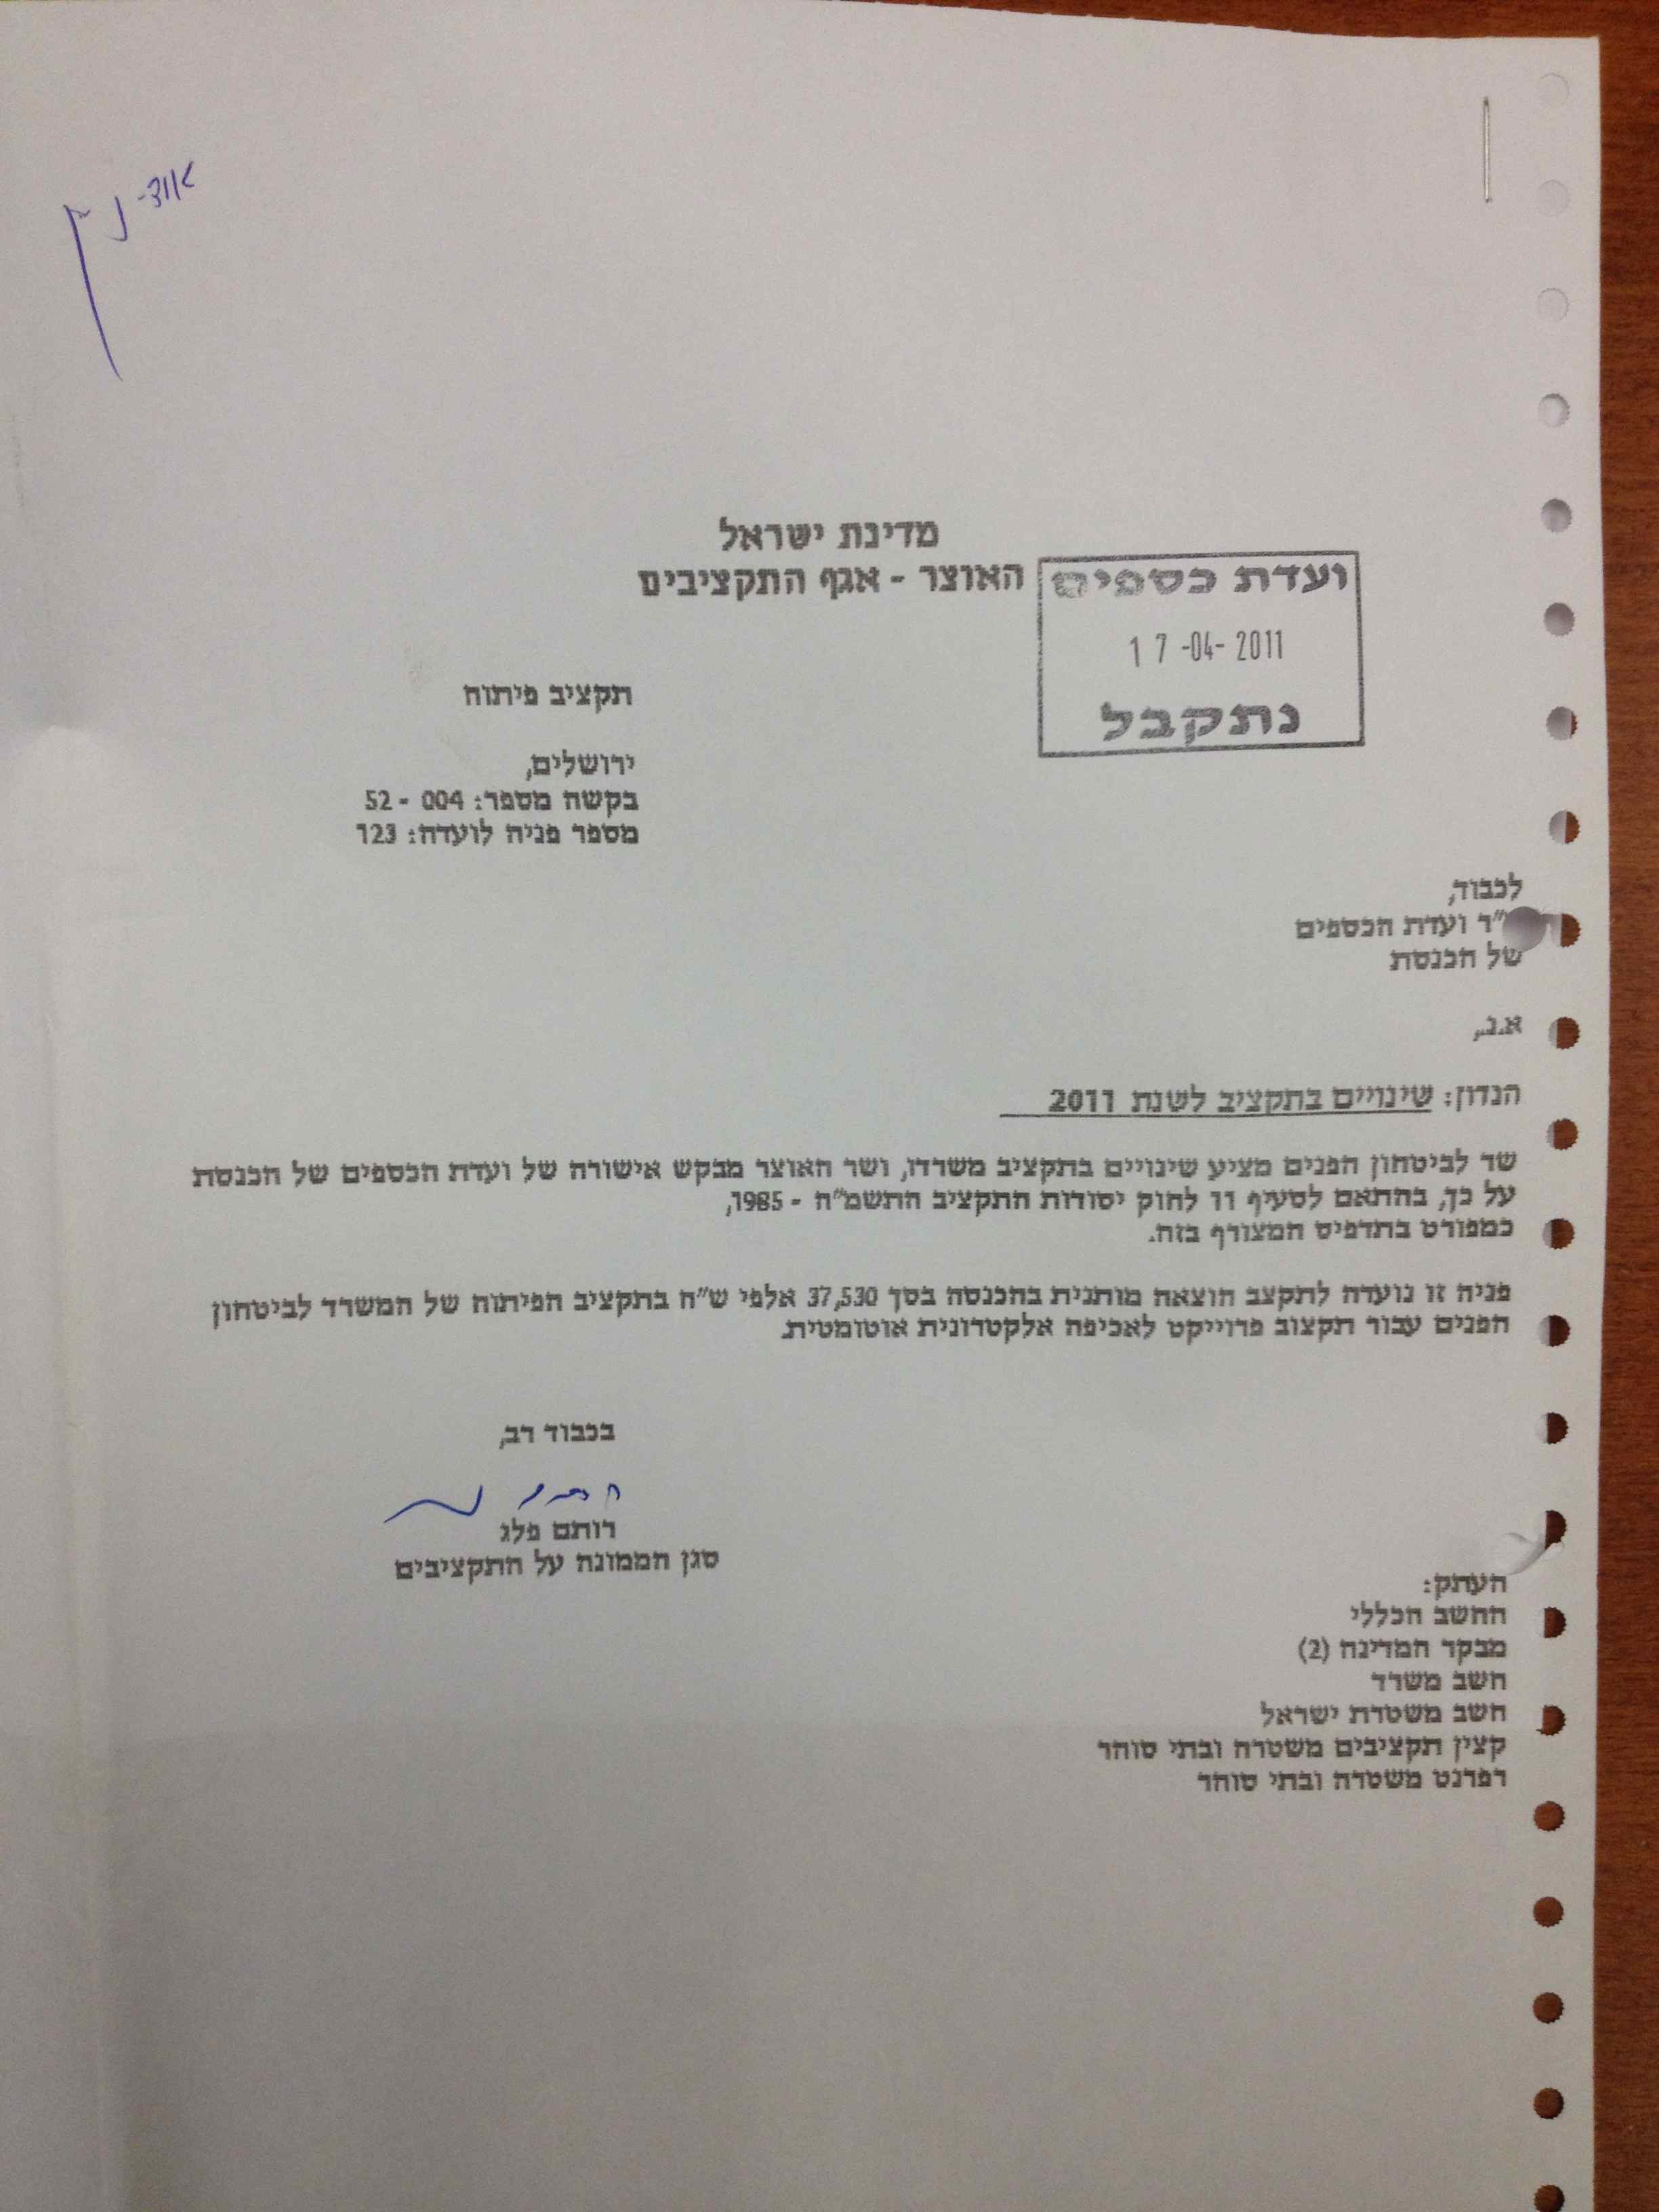 מדינת ישראל
האוצר - אגף התקציבים
ועדת כספים
17-04-2011
נתקבל
תקציב פיתוח
ירושלים,
בקשה מספר: 004 - 52
מספר פניה לועדה: 123
לכבוד,
"ר ועדת הכספים
של הכנסת
א.נ.,
הנדון: שינויים בתקציב לשנת 2011
שר לביטחון הפנים מציע שינויים בתקציב משרדו, ושר האוצר מבקש אישורה של ועדת הכספים של הכנסת
על כך, בהתאם לסעיף 11 לחוק יסודות התקציב התשמ"ה - 1985,
כמפורט בתדפיס המצורף בזה.
פניה זו נועדה לתקצב הוצאה מותנית בהכנסה בסך 37,530 אלפי ש"ח בתקציב הפיתוח של המשרד לביטחון
הפנים עבור תקצוב פרוייקט לאכיפה אלקטרונית אוטומטית.
בכבוד רב,
רותם פלג
סגן הממונה על התקציבים
העתק:
החשב הכללי
מבקר המדינה (2)
חשב משרד
חשב משטרת ישראל
קצין תקציבים משטרה ובתי סוהר
רפרנט משטרה ובתי סוהר